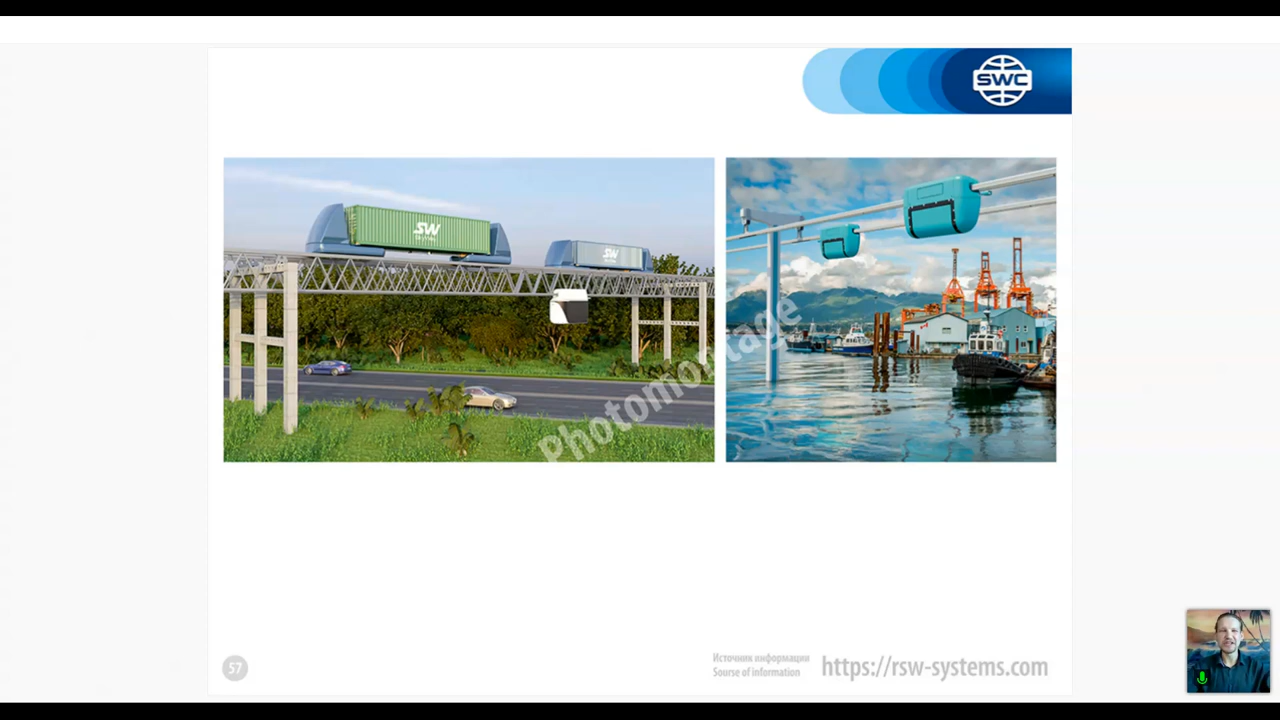 SWC
SW
SW
Photomontage
57
Источник информации
Sourse of information
https://rsw-systems.com